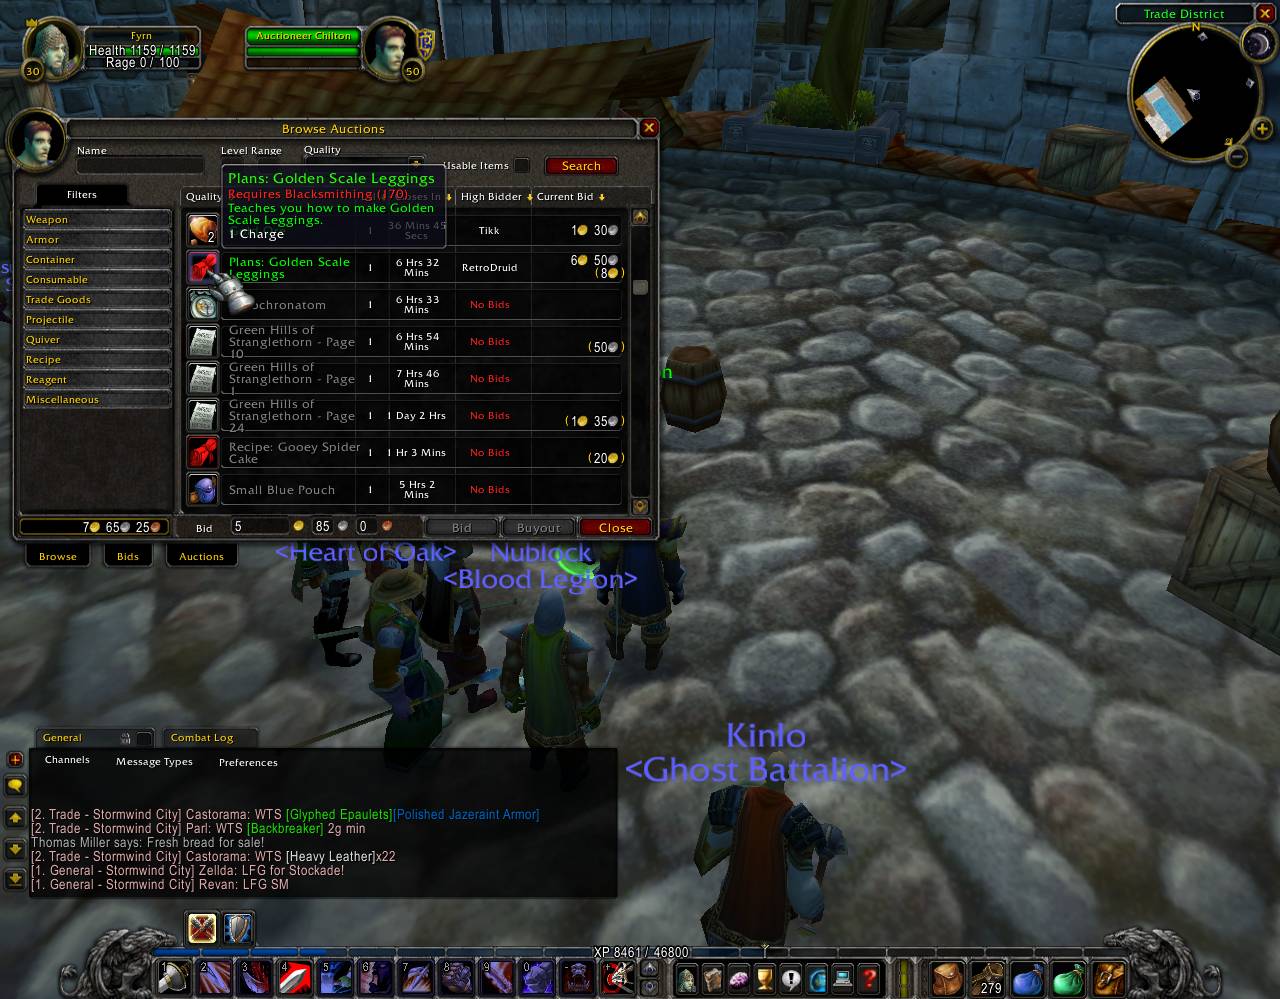 Fyrn
Health 1159 / 1159
Rage 0 / 100
30
Auctioneer Chilton
50
Trade District
N
Browse Auctions
Name
Level Range
Quality
Usable Items
Search
Filters
Weapon
Armor
Container
Consumable
Trade Goods
Projectile
Quiver
Recipe
Reagent
Miscellaneous
Quality
High Bidder
Current Bid
Plans: Golden Scale Leggings
Requires Blacksmithing (170)
Teaches you how to make Golden
Scale Leggings.
1 Charge
2
1
36 Mins 45
Secs
Tikk
1 30
Plans: Golden Scale
Leggings
1
6 Hrs 32
Mins
RetroDruid
6 50
(8)
ochronatom
1
6 Hrs 33
Mins
No Bids
Green Hills of
Stranglethorn - Page
10
1
6 Hrs 54
Mins
No Bids
(50)
Green Hills of
Stranglethorn - Page
1
1
7 Hrs 46
Mins
No Bids
Green Hills of
Stranglethorn - Page
24
1
1 Day 2 Hrs
No Bids
(1 35)
Recipe: Gooey Spider
Cake
1
1 Hr 3 Mins
No Bids
(20)
Small Blue Pouch
1
5 Hrs 2
Mins
No Bids
7 65 25
Bid
5 85 0
Bid
Buyout
Close
Browse
Bids
Auctions
<Heart of Oak>
Nublock
<Blood Legion>
Kinlo
<Ghost Battalion>
General
Combat Log
Channels
Message Types
Preferences
[2. Trade - Stormwind City] Castorama: WTS [Glyphed Epaulets][Polished Jazeraint Armor]
[2. Trade - Stormwind City] Parl: WTS [Backbreaker] 2g min
Thomas Miller says: Fresh bread for sale!
[2. Trade - Stormwind City] Castorama: WTS [Heavy Leather]x22
[1. General - Stormwind City] Zellda: LFG for Stockade!
[1. General - Stormwind City] Revan: LFG SM
XP 8461 / 46800
1 2 3 4 5 6 7 8 9 0 - +
279